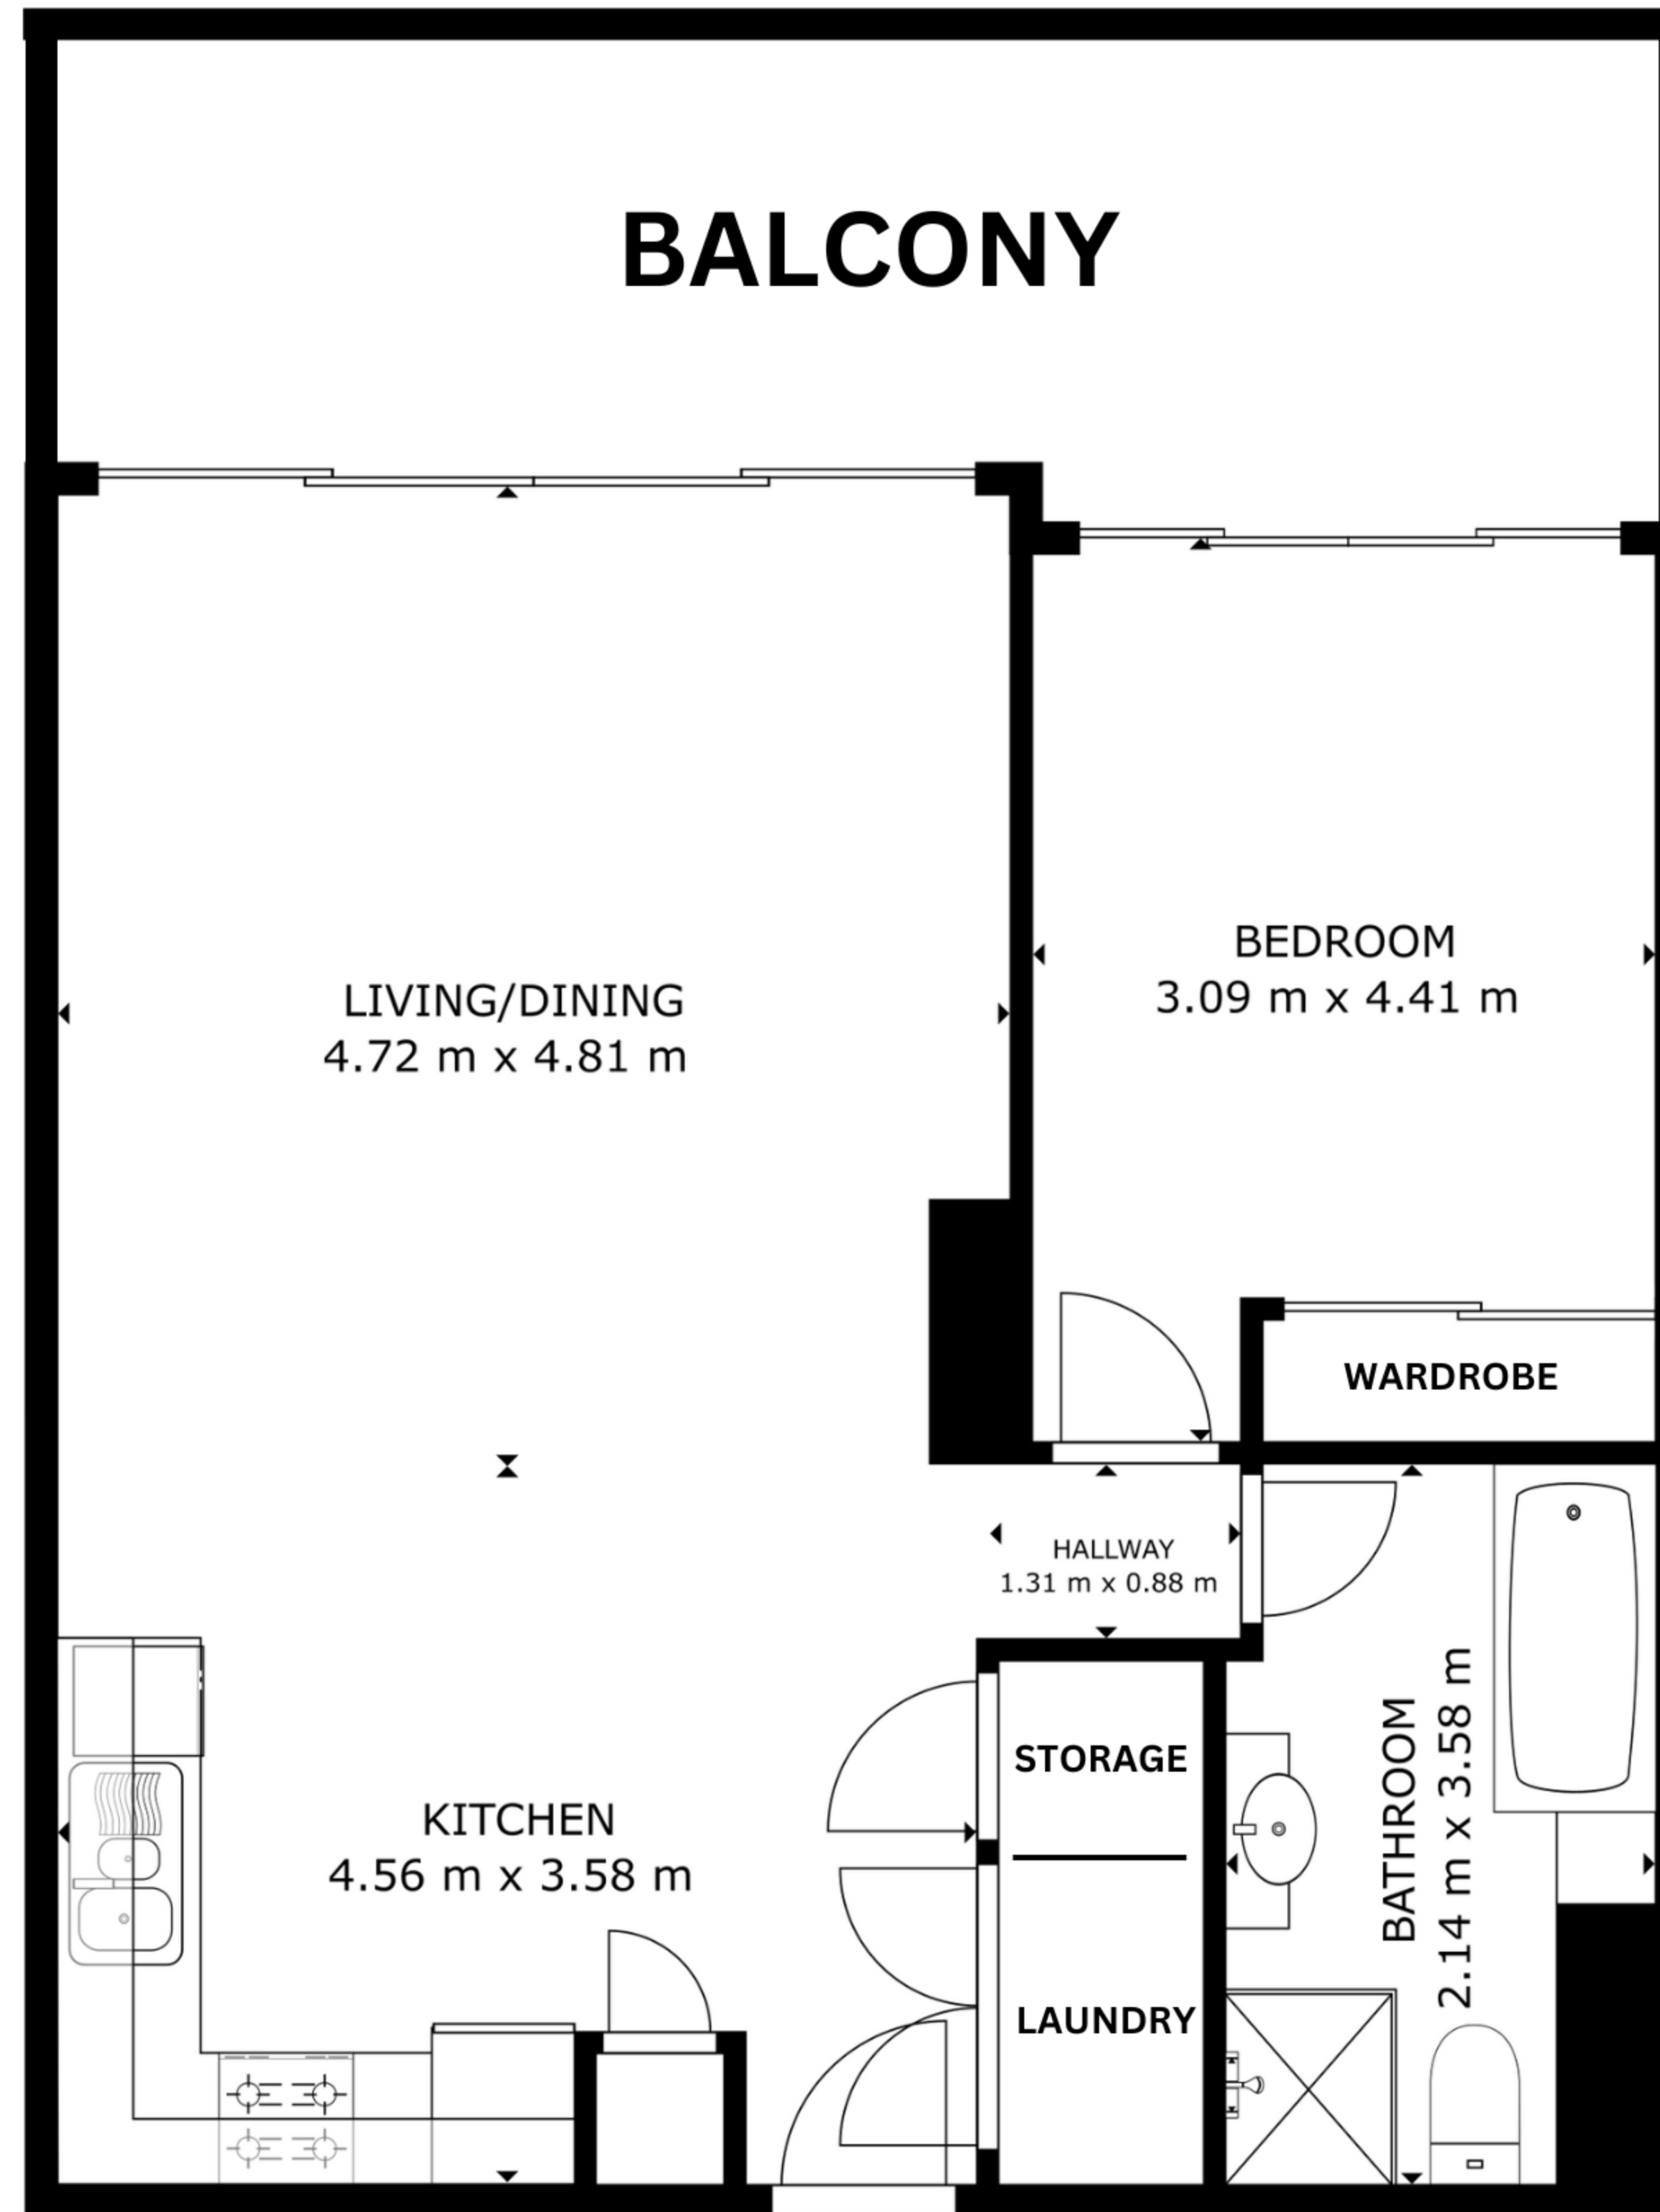 BALCONY
LIVING/DINING
4.72 m x 4.81 m
BEDROOM
3.09 m x 4.41 m
WARDROBE
HALLWAY
1.31 m x 0.88 m
STORAGE
KITCHEN
4.56 m x 3.58 m
BATHROOM
2.14 m x 3.58 m
LAUNDRY